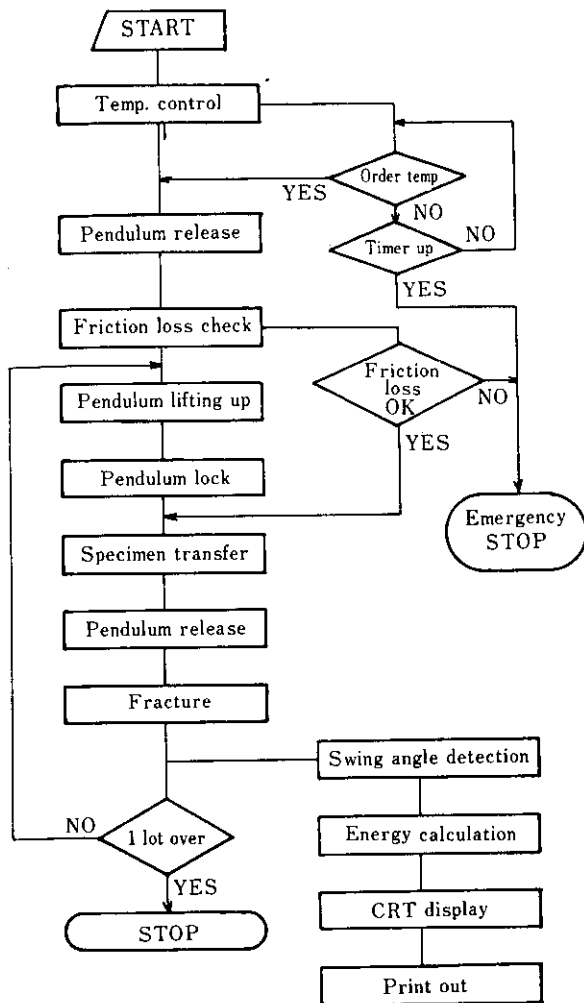 START
Temp. control
Order temp
YES
NO
Pendulum release
Timer up
NO
YES
Friction loss check
Friction
loss
OK
NO
YES
Pendulum lifting up
Pendulum lock
Emergency
STOP
Specimen transfer
Pendulum release
Fracture
Swing angle detection
NO
1 lot over
YES
Energy calculation
STOP
CRT display
Print out